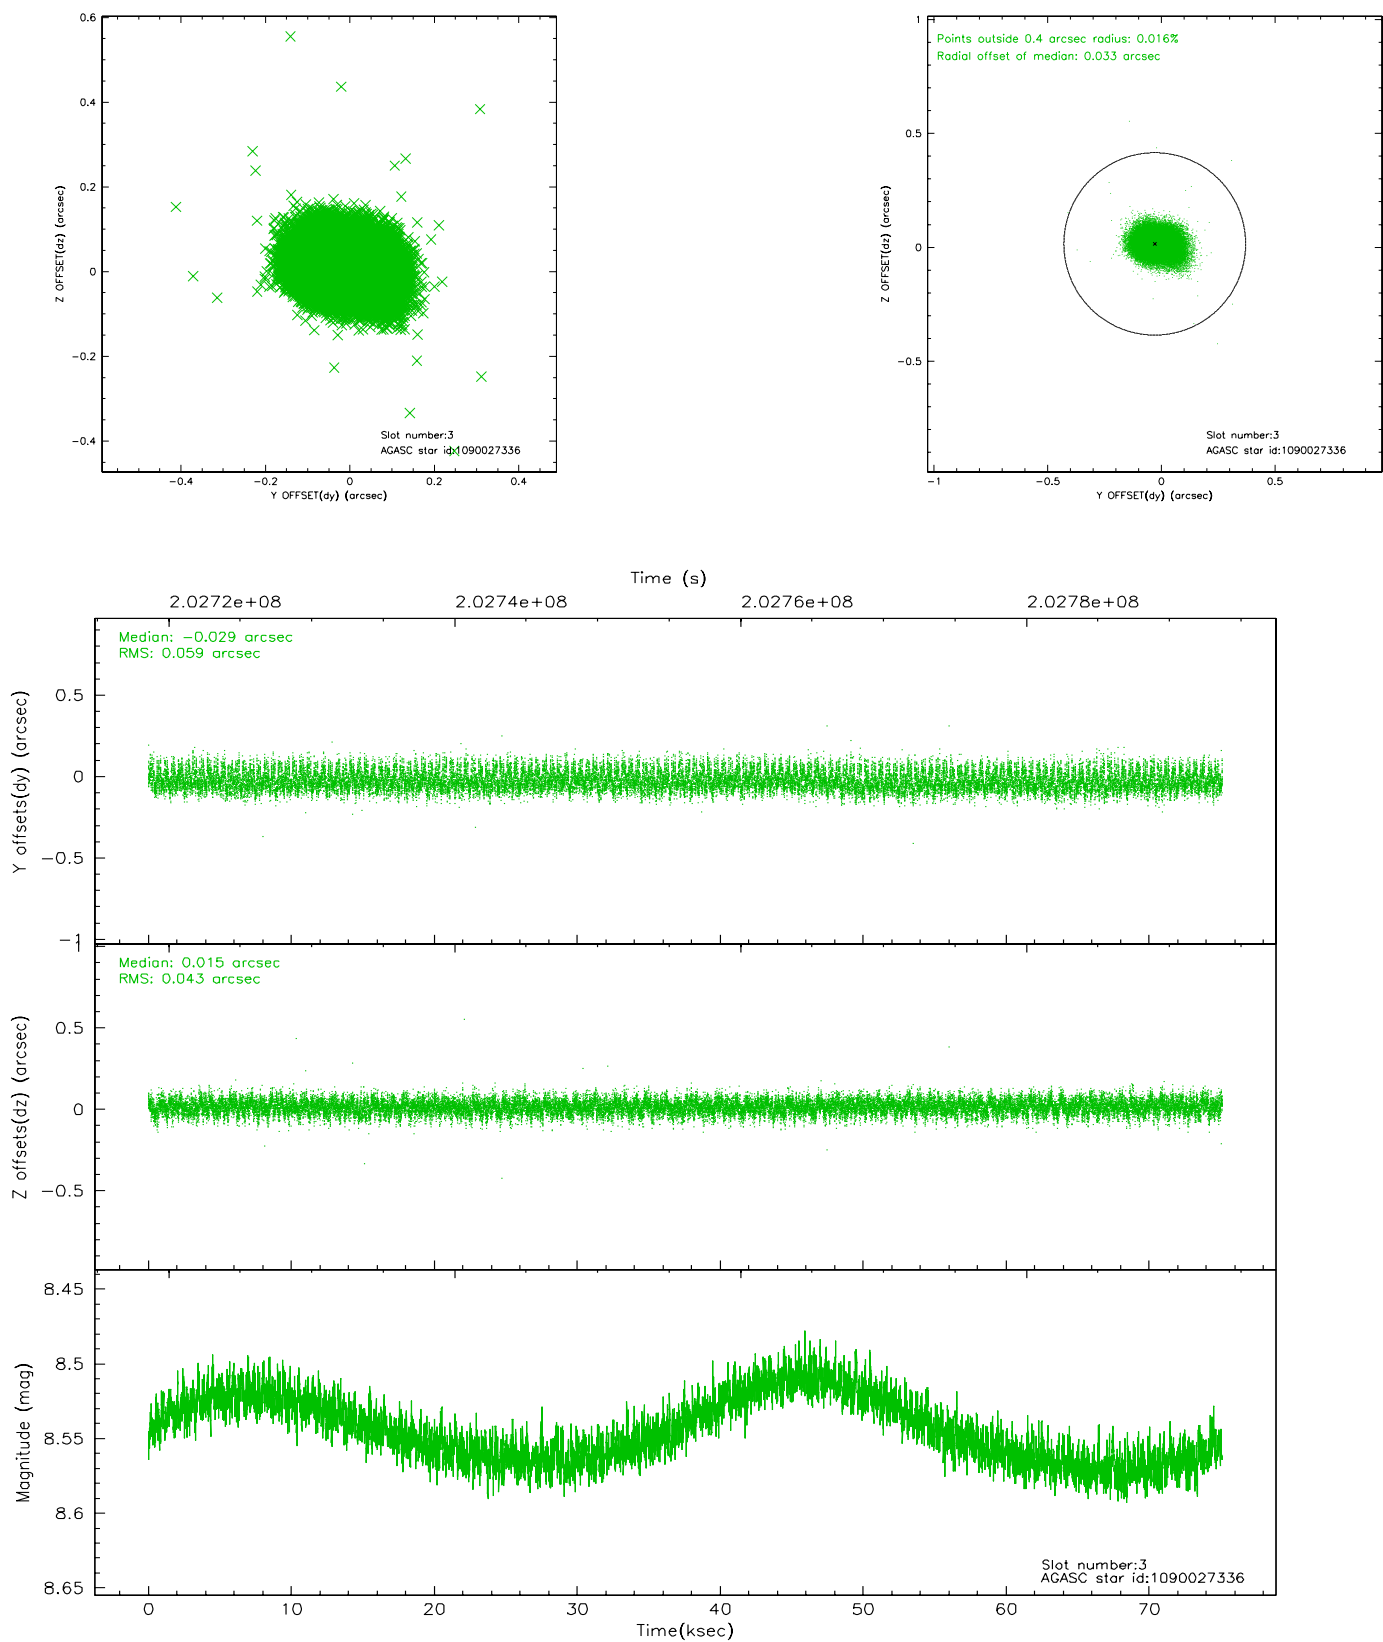 0.6
0.4
0.2
0
−0.2
−0.4
Z OFFSET(dz) (arcsec)
Slot number:3
AGASC star id:1090027336
−0.4 −0.2 0 0.2 0.4
Y OFFSET(dy) (arcsec)
1
0.5
0
−0.5
Z OFFSET(dz) (arcsec)
Points outside 0.4 arcsec radius: 0.016%
Radial offset of median: 0.033 arcsec
Slot number:3
AGASC star id:1090027336
−1 −0.5 0 0.5
Y OFFSET(dy) (arcsec)
Time (s)
2.0272e+08 2.0274e+08 2.0276e+08 2.0278e+08
Median: −0.029 arcsec
RMS: 0.059 arcsec
0.5
0
−0.5
−1
Y offsets(dy) (arcsec)
Median: 0.015 arcsec
RMS: 0.043 arcsec
1
0.5
0
−0.5
Z offsets(dz) (arcsec)
8.45
8.5
8.55
8.6
8.65
Magnitude (mag)
Slot number:3
AGASC star id:1090027336
0 10 20 30 40 50 60 70
Time(ksec)